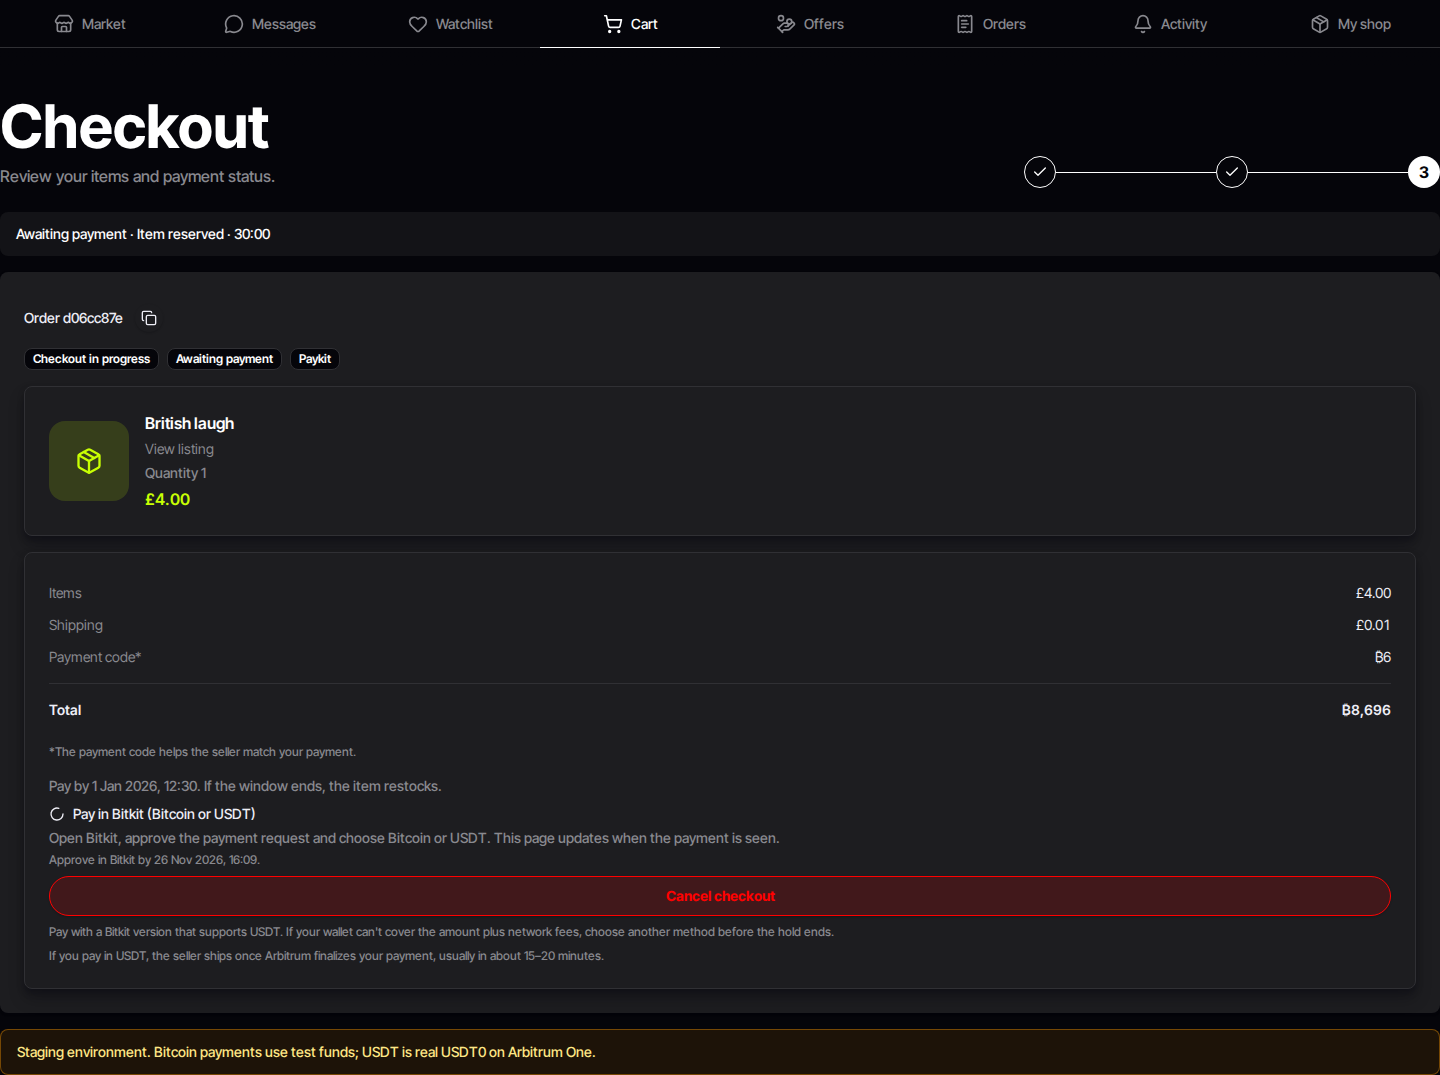 Market
Messages
Watchlist
Cart
Offers
Orders
Activity
My shop
Checkout
Review your items and payment status.
3
Awaiting payment · Item reserved · 30:00
Order d06cc87e
Checkout in progress
Awaiting payment
Paykit
British laugh
View listing
Quantity 1
£4.00
Items £4.00
Shipping £0.01
Payment code* ₿6
Total ₿8,696
*The payment code helps the seller match your payment.
Pay by 1 Jan 2026, 12:30. If the window ends, the item restocks.
Pay in Bitkit (Bitcoin or USDT)
Open Bitkit, approve the payment request and choose Bitcoin or USDT. This page updates when the payment is seen.
Approve in Bitkit by 26 Nov 2026, 16:09.
Cancel checkout
Pay with a Bitkit version that supports USDT. If your wallet can't cover the amount plus network fees, choose another method before the hold ends.
If you pay in USDT, the seller ships once Arbitrum finalizes your payment, usually in about 15–20 minutes.
Staging environment. Bitcoin payments use test funds; USDT is real USDT0 on Arbitrum One.